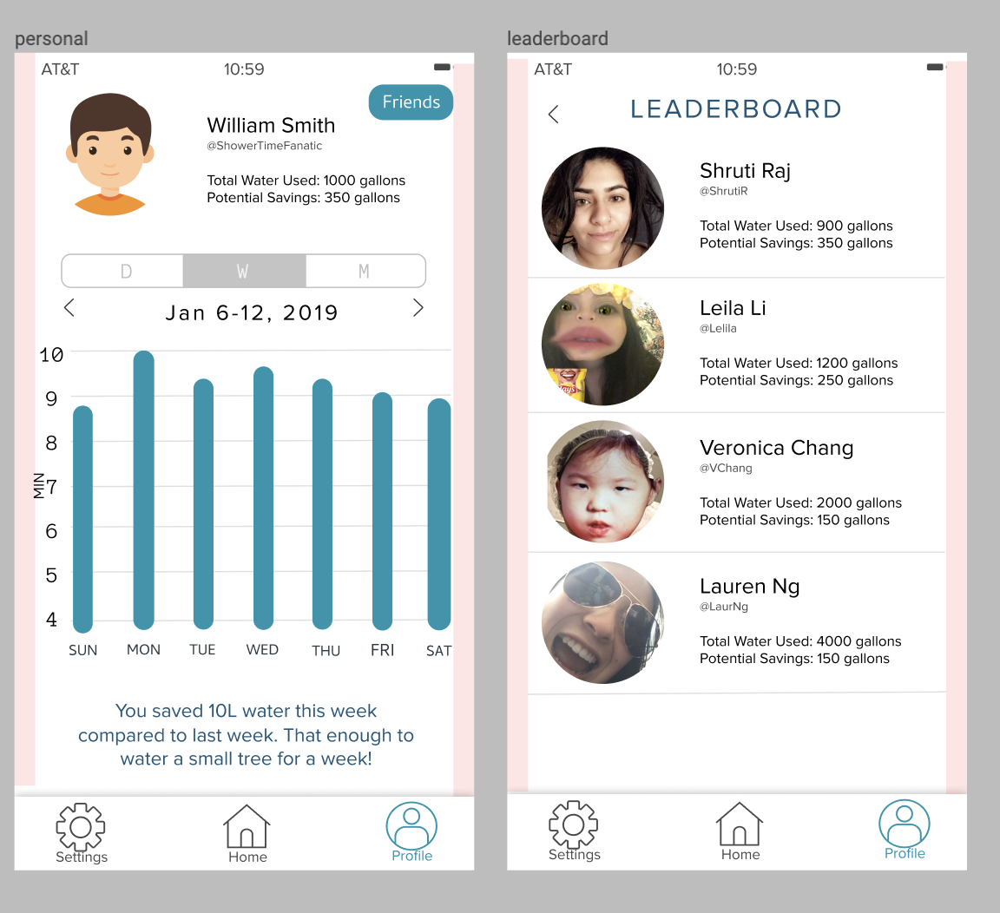 personal
AT&T 10:59
Friends
William Smith
@ShowerTimeFanatic
Total Water Used: 1000 gallons
Potential Savings: 350 gallons
D W M
Jan 6-12, 2019
10
9
8
7
6
5
4
MIN
SUN MON TUE WED THU FRI SAT
You saved 10L water this week
compared to last week. That enough to
water a small tree for a week!
Settings Home Profile
leaderboard
AT&T 10:59
LEADERBOARD
Shruti Raj
@ShrutiR
Total Water Used: 900 gallons
Potential Savings: 350 gallons
Leila Li
@Lelila
Total Water Used: 1200 gallons
Potential Savings: 250 gallons
Lay's
Veronica Chang
@VChang
Total Water Used: 2000 gallons
Potential Savings: 150 gallons
Lauren Ng
@LaurNg
Total Water Used: 4000 gallons
Potential Savings: 150 gallons
Settings Home Profile